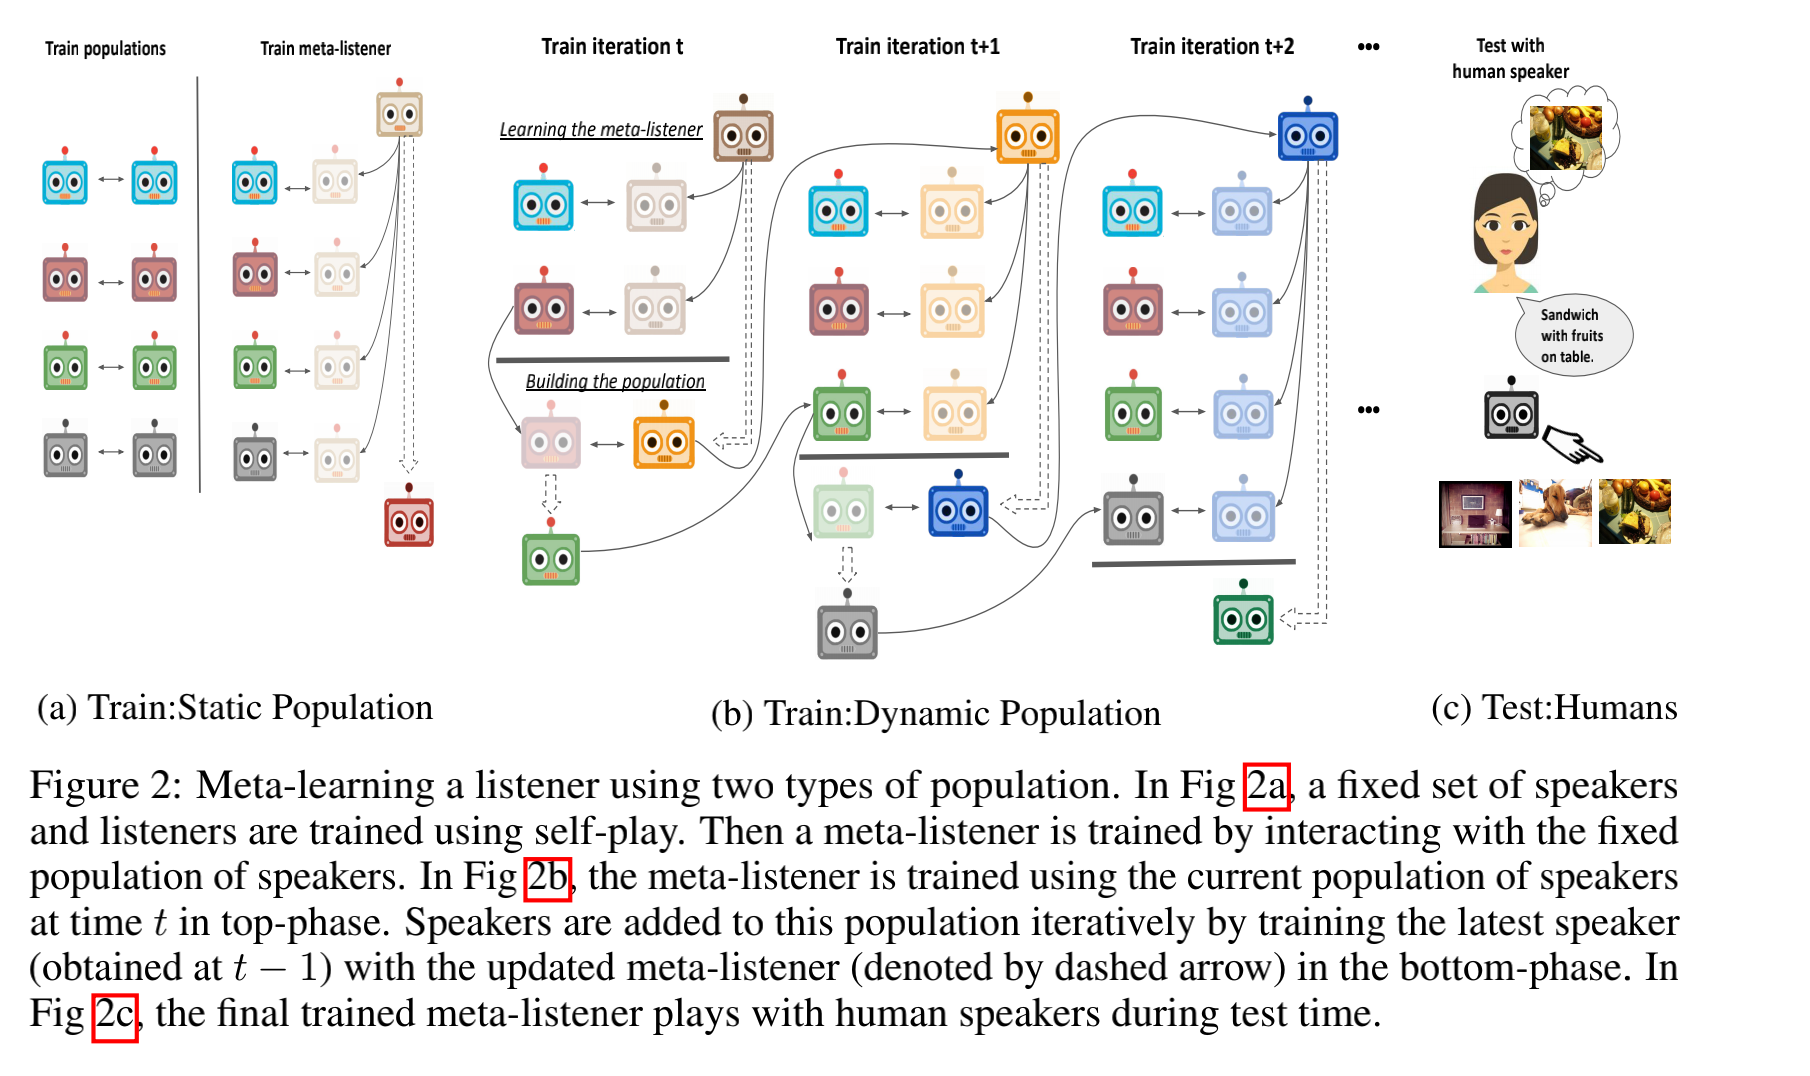 Train populations
Train meta-listener
Train iteration t
Train iteration t+1
Train iteration t+2
•••
Test with
human speaker
Learning the meta-listener
Building the population
Sandwich
with fruits
on table.
•••
(a) Train:Static Population
(b) Train:Dynamic Population
(c) Test:Humans
Figure 2: Meta-learning a listener using two types of population. In Fig 2a, a fixed set of speakers
and listeners are trained using self-play. Then a meta-listener is trained by interacting with the fixed
population of speakers. In Fig 2b, the meta-listener is trained using the current population of speakers
at time t in top-phase. Speakers are added to this population iteratively by training the latest speaker
(obtained at t − 1) with the updated meta-listener (denoted by dashed arrow) in the bottom-phase. In
Fig 2c, the final trained meta-listener plays with human speakers during test time.